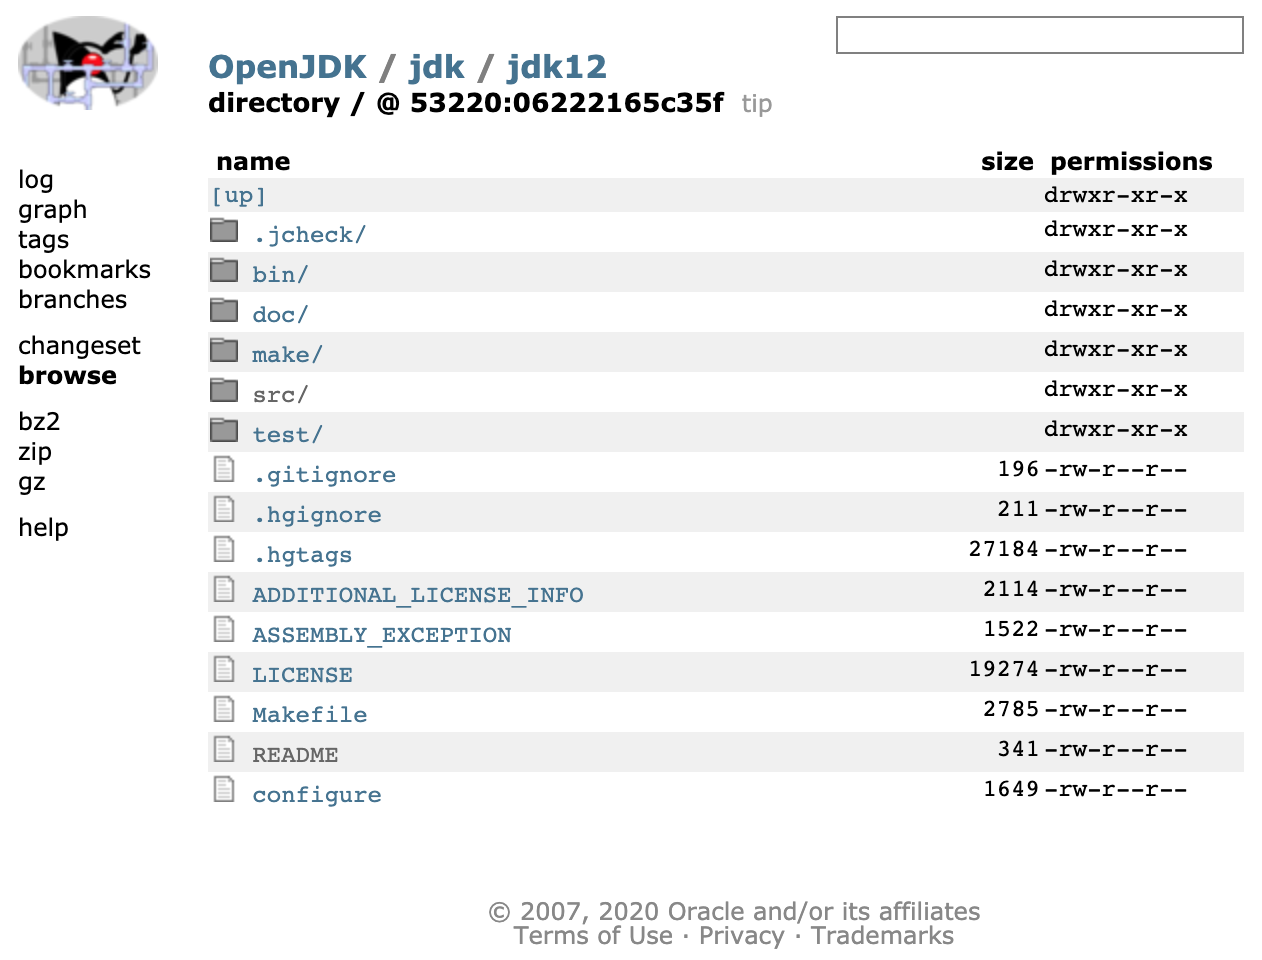 OpenJDK / jdk / jdk12
directory / @ 53220:06222165c35f tip
log
graph
tags
bookmarks
branches
changeset
browse
bz2
zip
gz
help
name size permissions
[up] drwxr-xr-x
.jcheck/ drwxr-xr-x
bin/ drwxr-xr-x
doc/ drwxr-xr-x
make/ drwxr-xr-x
src/ drwxr-xr-x
test/ drwxr-xr-x
.gitignore 196 -rw-r--r--
.hgignore 211 -rw-r--r--
.hgtags 27184 -rw-r--r--
ADDITIONAL_LICENSE_INFO 2114 -rw-r--r--
ASSEMBLY_EXCEPTION 1522 -rw-r--r--
LICENSE 19274 -rw-r--r--
Makefile 2785 -rw-r--r--
README 341 -rw-r--r--
configure 1649 -rw-r--r--
© 2007, 2020 Oracle and/or its affiliates
Terms of Use · Privacy · Trademarks